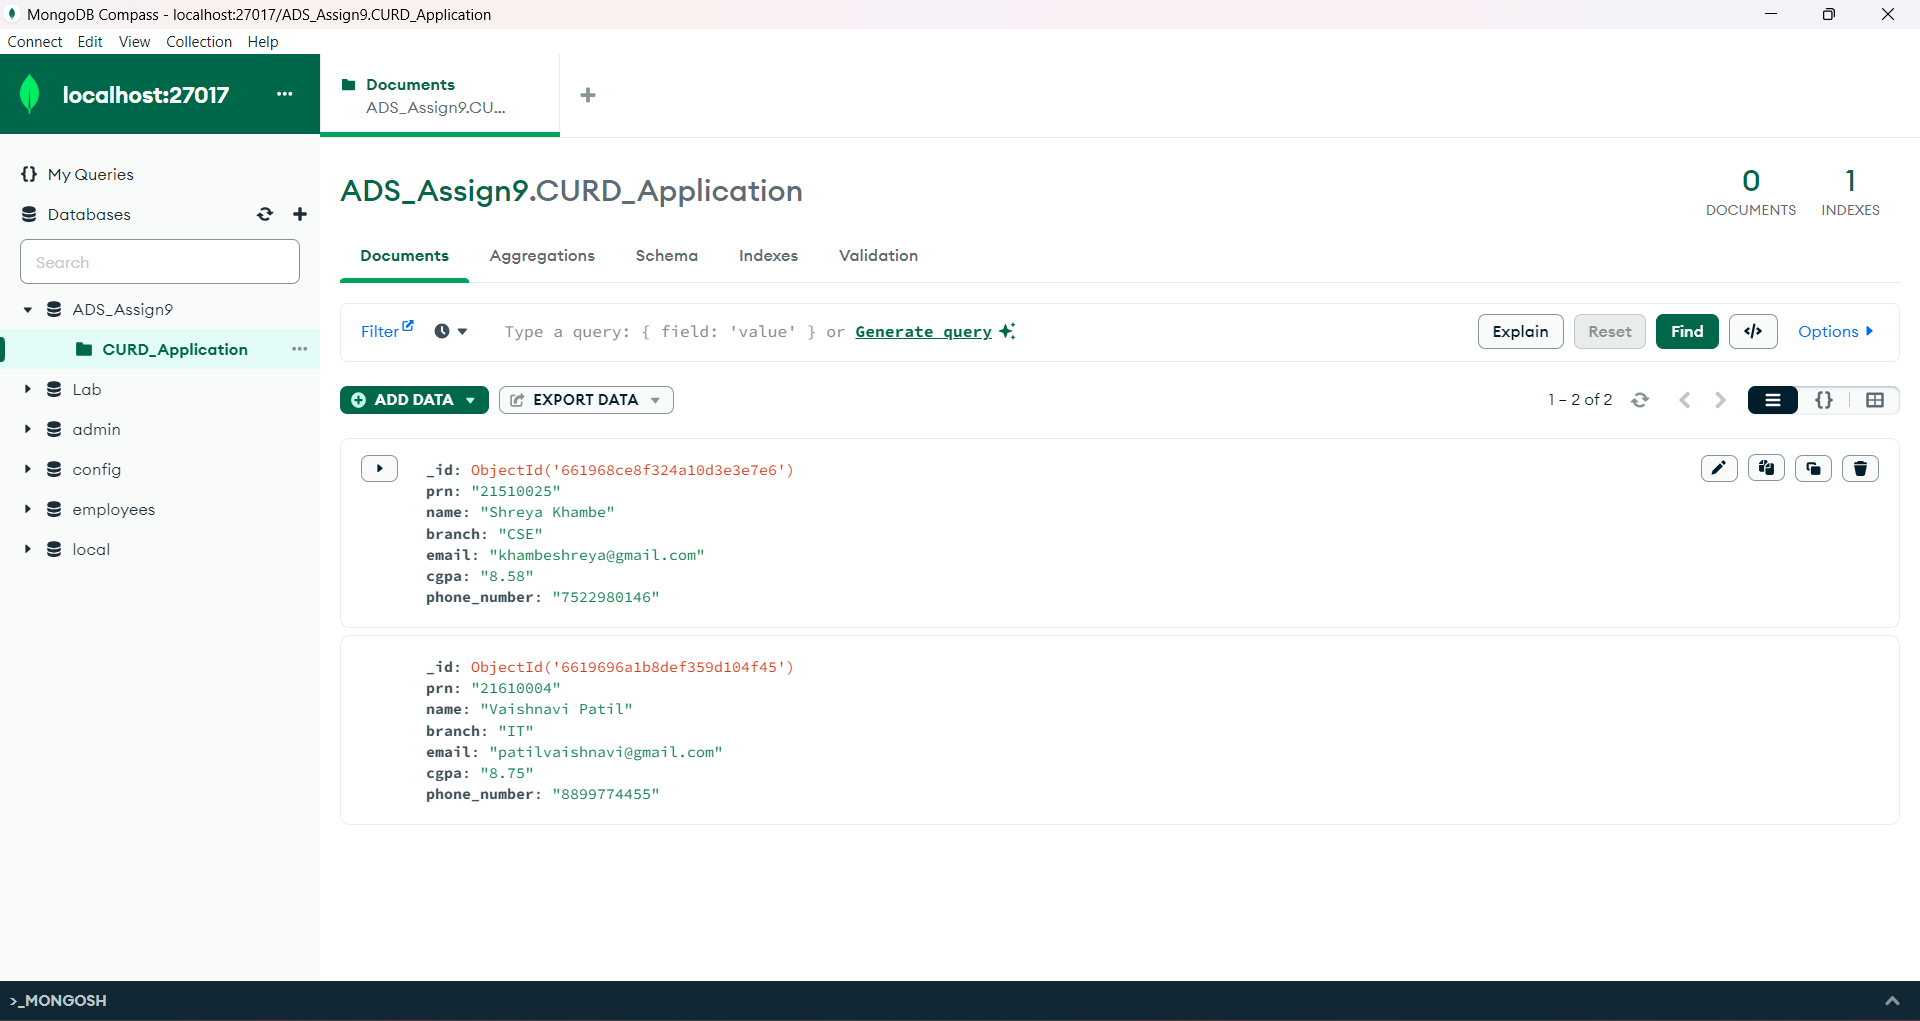 MongoDB Compass - localhost:27017/ADS_Assign9.CURD_Application
Connect Edit View Collection Help
localhost:27017 ...
Documents
ADS_Assign9.CU...
My Queries
Databases
Search
ADS_Assign9
CURD_Application
Lab
admin
config
employees
local
ADS_Assign9.CURD_Application
0
DOCUMENTS
1
INDEXES
Documents Aggregations Schema Indexes Validation
Filter Type a query: { field: 'value' } or Generate query Explain Reset Find </> Options
ADD DATA EXPORT DATA 1 – 2 of 2 {}
_id: ObjectId('661968ce8f324a10d3e3e7e6')
prn: "21510025"
name: "Shreya Khambe"
branch: "CSE"
email: "khambeshreya@gmail.com"
cgpa: "8.58"
phone_number: "7522980146"
_id: ObjectId('6619696a1b8def359d104f45')
prn: "21610004"
name: "Vaishnavi Patil"
branch: "IT"
email: "patilvaishnavi@gmail.com"
cgpa: "8.75"
phone_number: "8899774455"
>_MONGOSH